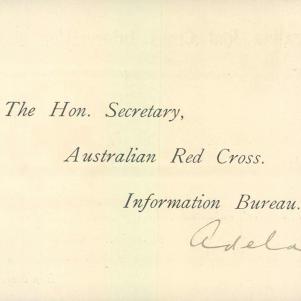 The Hon. Secretary,
Australian Red Cross.
Information Bureau.
Adela